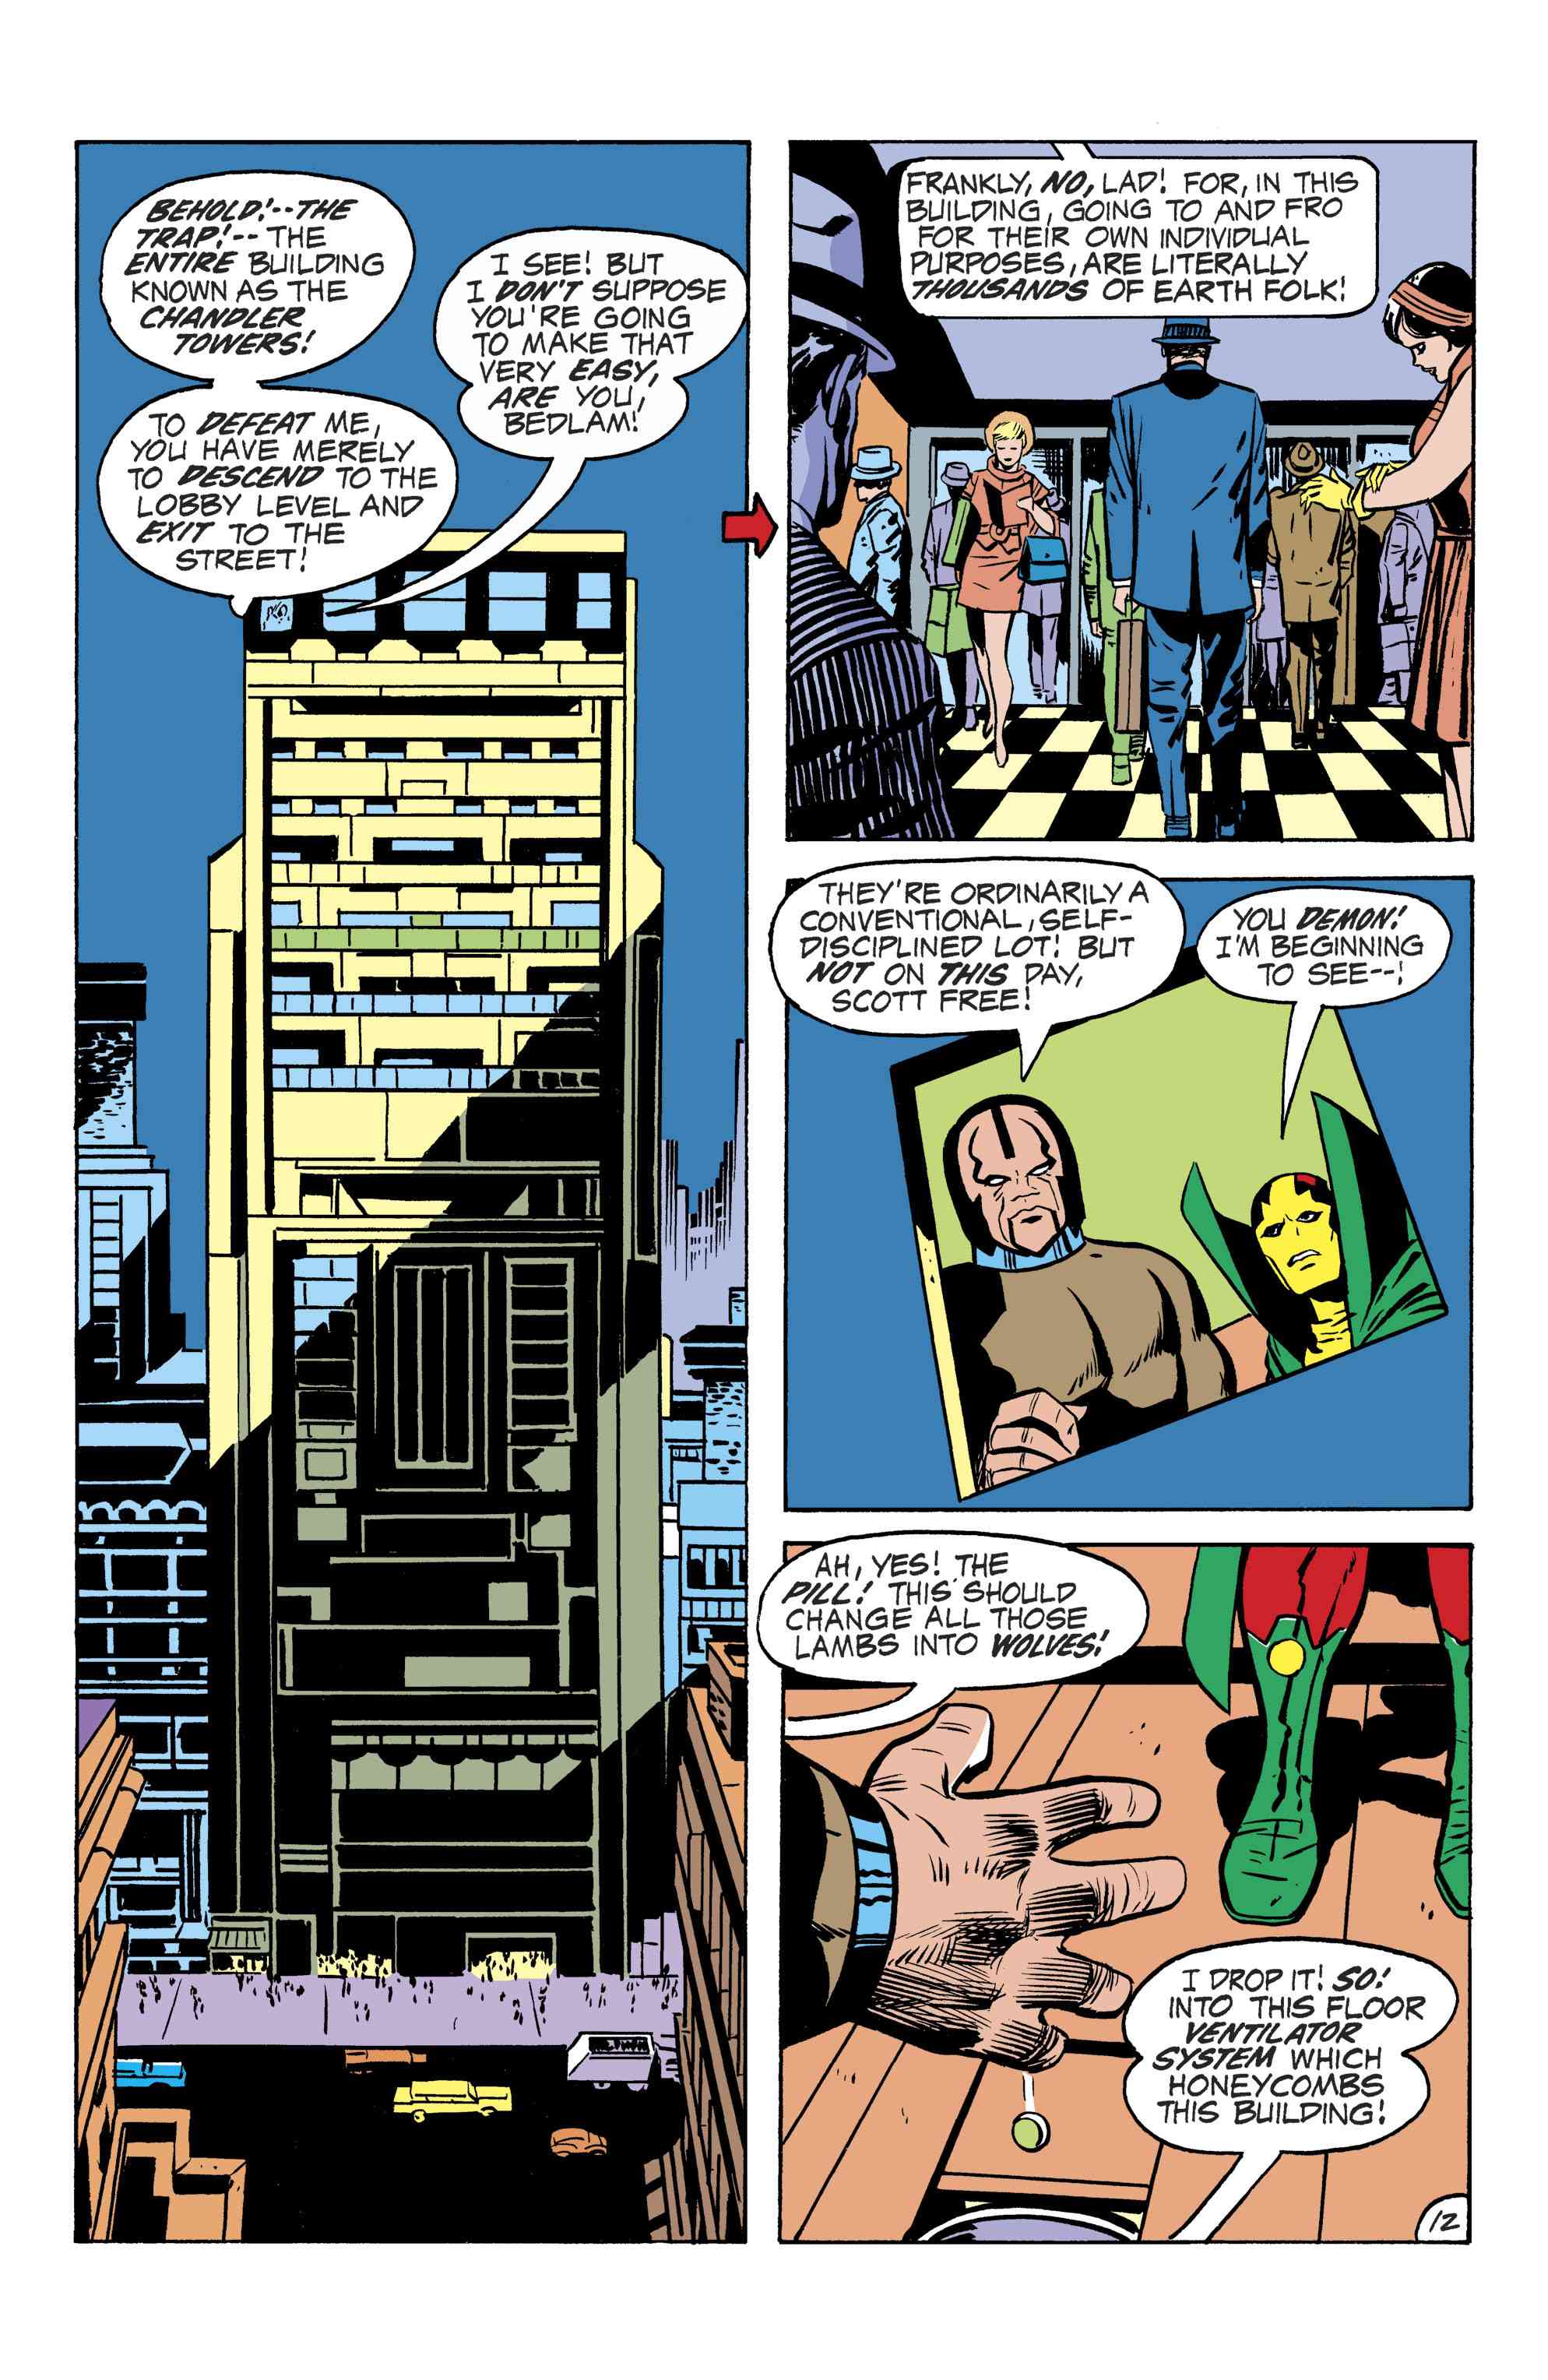 BEHOLD!--THE
TRAP!-- THE
ENTIRE BUILDING
KNOWN AS THE
CHANDLER
TOWERS!
TO DEFEAT ME,
YOU HAVE MERELY
TO DESCEND TO THE
LOBBY LEVEL AND
EXIT TO THE
STREET!
I SEE! BUT
I DON'T SUPPOSE
YOU'RE GOING
TO MAKE THAT
VERY EASY,
ARE YOU,
BEDLAM!
FRANKLY, NO, LAD! FOR, IN THIS
BUILDING, GOING TO AND FRO
FOR THEIR OWN INDIVIDUAL
PURPOSES, ARE LITERALLY
THOUSANDS OF EARTH FOLK!
THEY'RE ORDINARILY A
CONVENTIONAL, SELF-
DISCIPLINED LOT! BUT
NOT ON THIS DAY,
SCOTT FREE!
YOU DEMON!
I'M BEGINNING
TO SEE--!
AH, YES! THE
PILL! THIS SHOULD
CHANGE ALL THOSE
LAMBS INTO WOLVES!
I DROP IT! SO!
INTO THIS FLOOR
VENTILATOR
SYSTEM WHICH
HONEYCOMBS
THIS BUILDING!
12